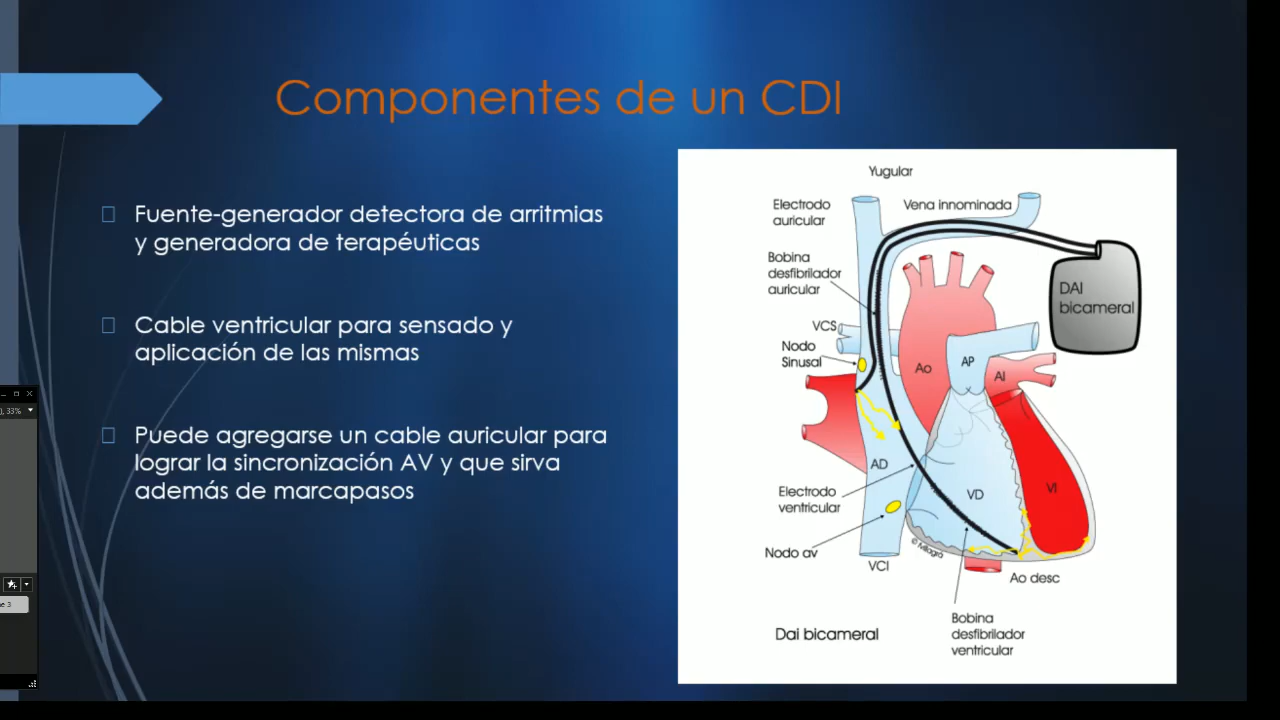 Componentes de un CDI
Fuente-generador detectora de arritmias
y generadora de terapéuticas
Cable ventricular para sensado y
aplicación de las mismas
Puede agregarse un cable auricular para
lograr la sincronización AV y que sirva
además de marcapasos
Yugular
Electrodo
auricular
Vena innominada
Bobina
desfibrilador
auricular
DAI
bicameral
VCS
Nodo
Sinusal
Ao
AP
AI
AD
VD
VI
Electrodo
ventricular
Nodo av
© Milagra
VCI
Ao desc
Bobina
desfibrilador
ventricular
Dai bicameral
33%